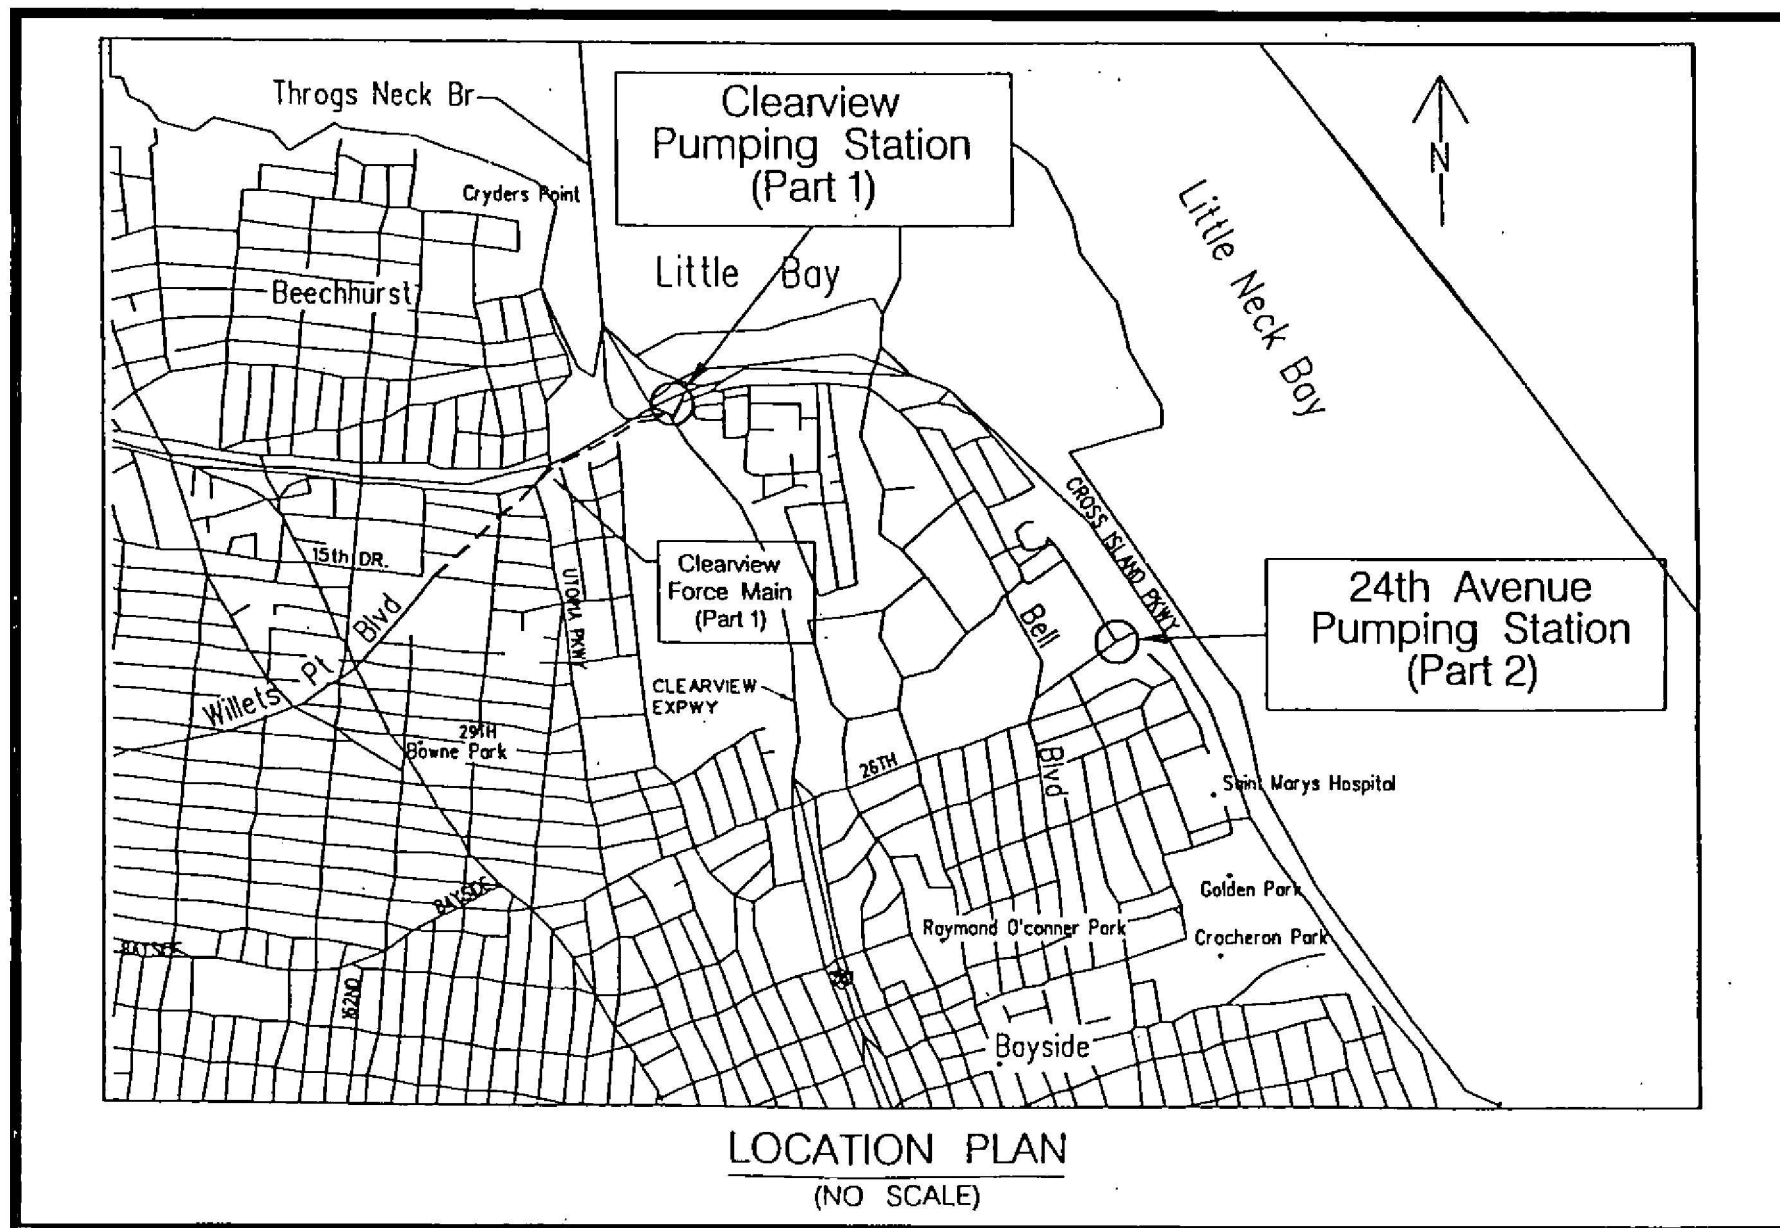 Throgs Neck Br
Clearview
Pumping Station
(Part 1)
N
Cryders Point
Little Bay
Little Neck Bay
Beechhurst
CROSS ISLAND PKWY
15th DR.
Clearview
Force Main
(Part 1)
UTOPIA PKWY
24th Avenue
Pumping Station
(Part 2)
Bell
Blvd
Willets Pt Blvd
CLEARVIEW
EXPWY
29TH
Bowne Park
26TH
Saint Marys Hospital
BAYSIDE
Golden Park
Raymond O'conner Park
Crocheron Park
BAYSIDE
162ND
Bayside
LOCATION PLAN
(NO SCALE)